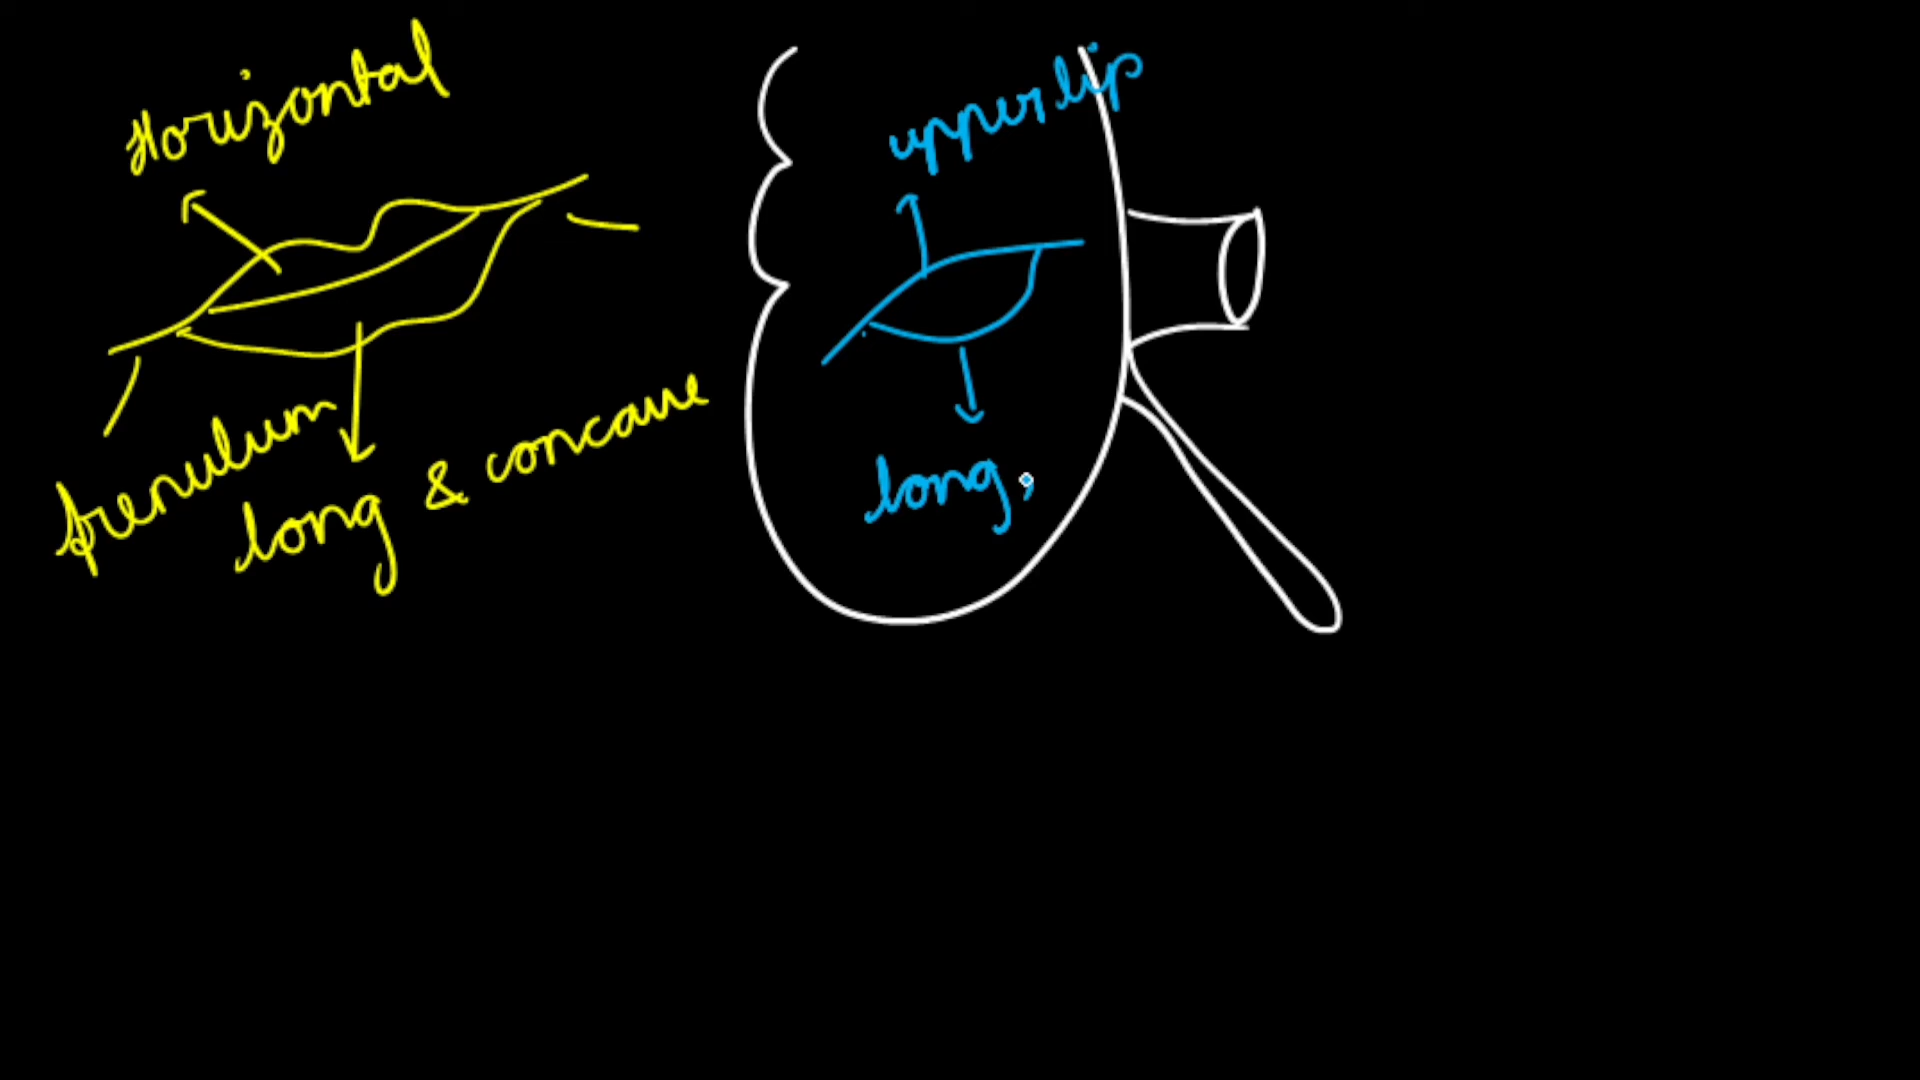 Horizontal
frenulum
long & concave
upper lip
long,